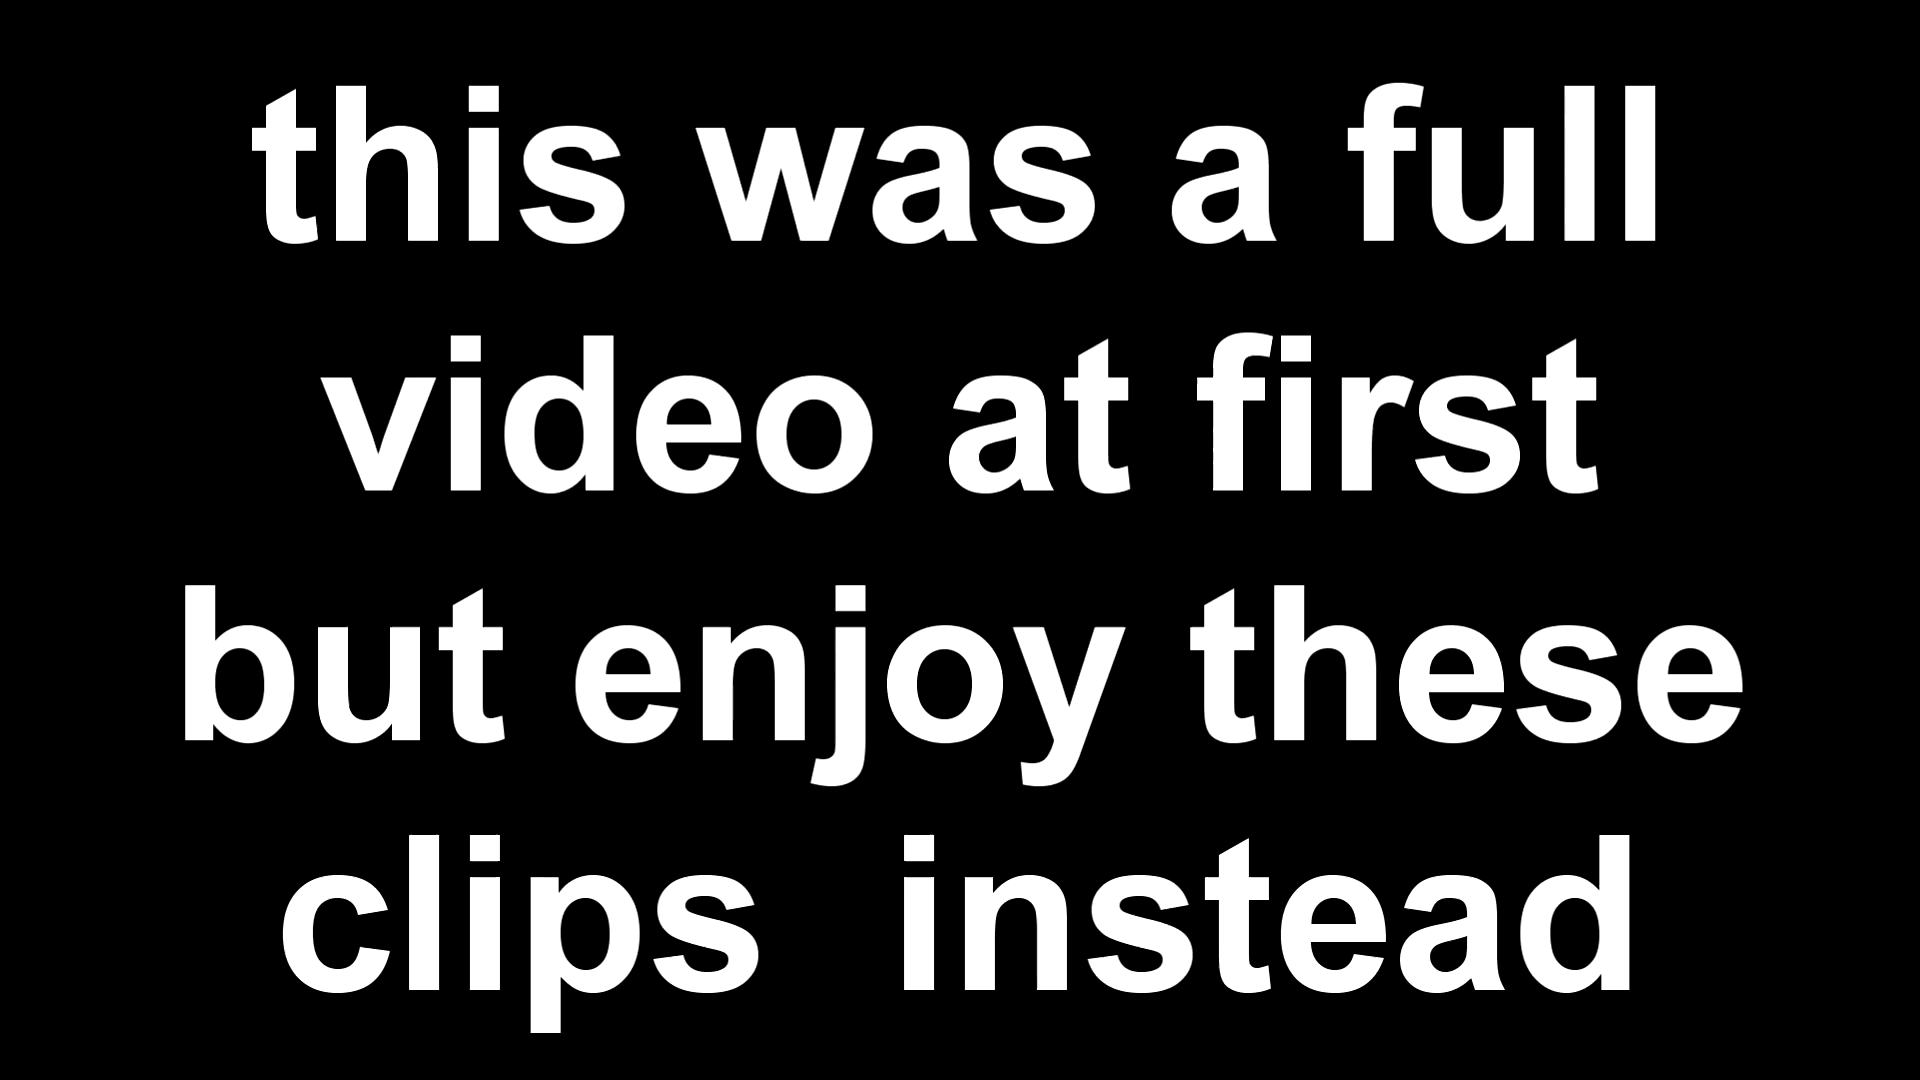 this was a full
video at first
but enjoy these
clips  instead